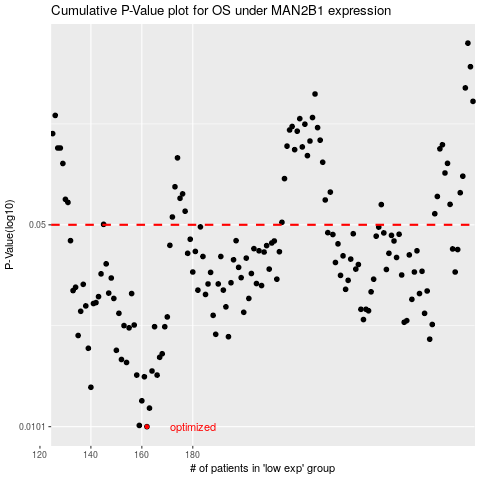 Cumulative P-Value plot for OS under MAN2B1 expression
P-Value(log10)
0.05
0.0101
optimized
120 140 160 180
# of patients in 'low exp' group